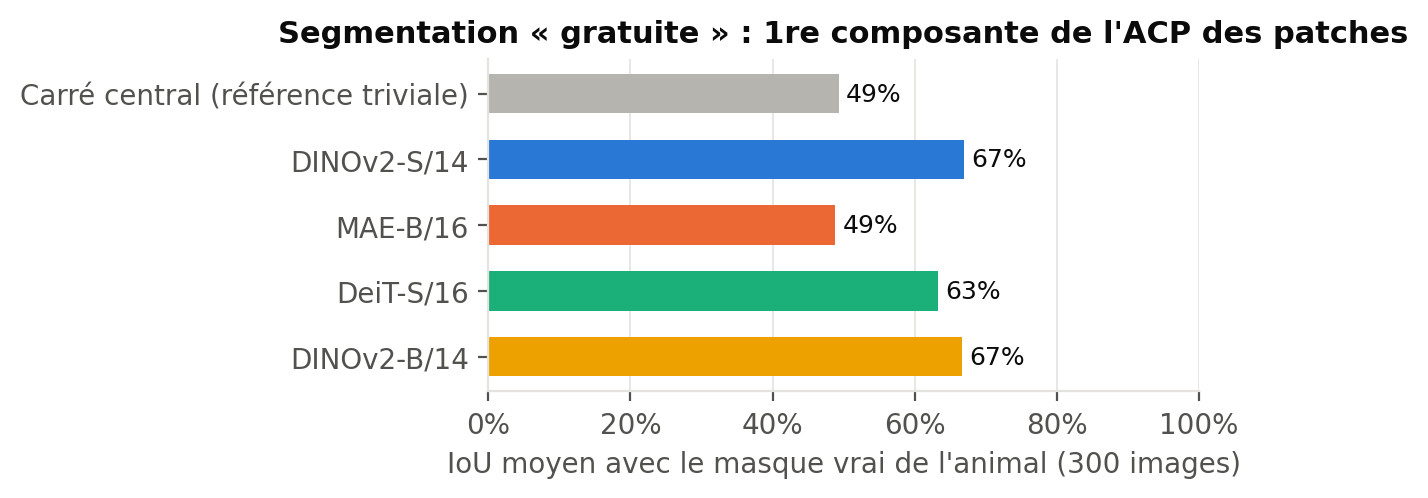 Segmentation « gratuite » : 1re composante de l'ACP des patches
Carré central (référence triviale) 49%
DINOv2-S/14 67%
MAE-B/16 49%
DeiT-S/16 63%
DINOv2-B/14 67%
0% 20% 40% 60% 80% 100%
IoU moyen avec le masque vrai de l'animal (300 images)